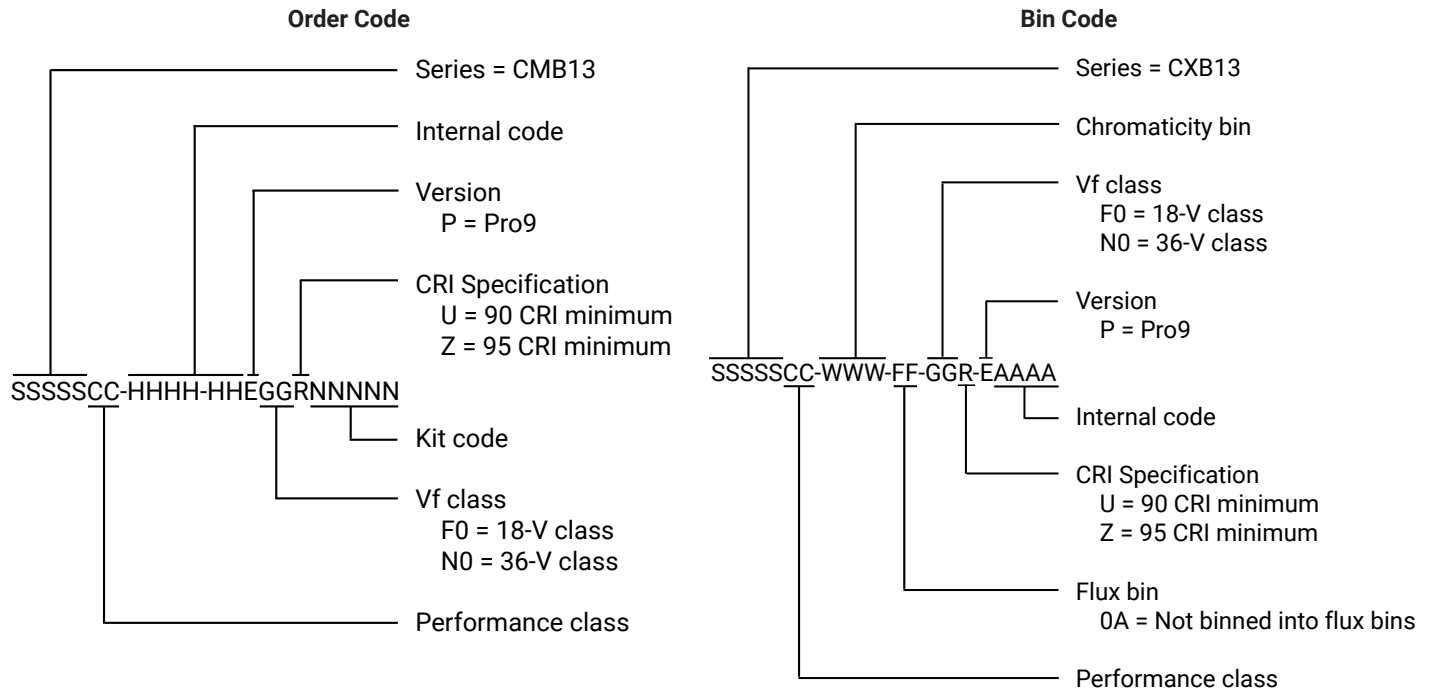 Order Code
Series = CMB13
Internal code
Version
P = Pro9
CRI Specification
U = 90 CRI minimum
Z = 95 CRI minimum
SSSSSCC-HHHH-HHEGGRNNNNN
Kit code
Vf class
F0 = 18-V class
N0 = 36-V class
Performance class
Bin Code
Series = CXB13
Chromaticity bin
Vf class
F0 = 18-V class
N0 = 36-V class
Version
P = Pro9
SSSSSCC-WWW-FF-GGR-EAAAA
Internal code
CRI Specification
U = 90 CRI minimum
Z = 95 CRI minimum
Flux bin
0A = Not binned into flux bins
Performance class